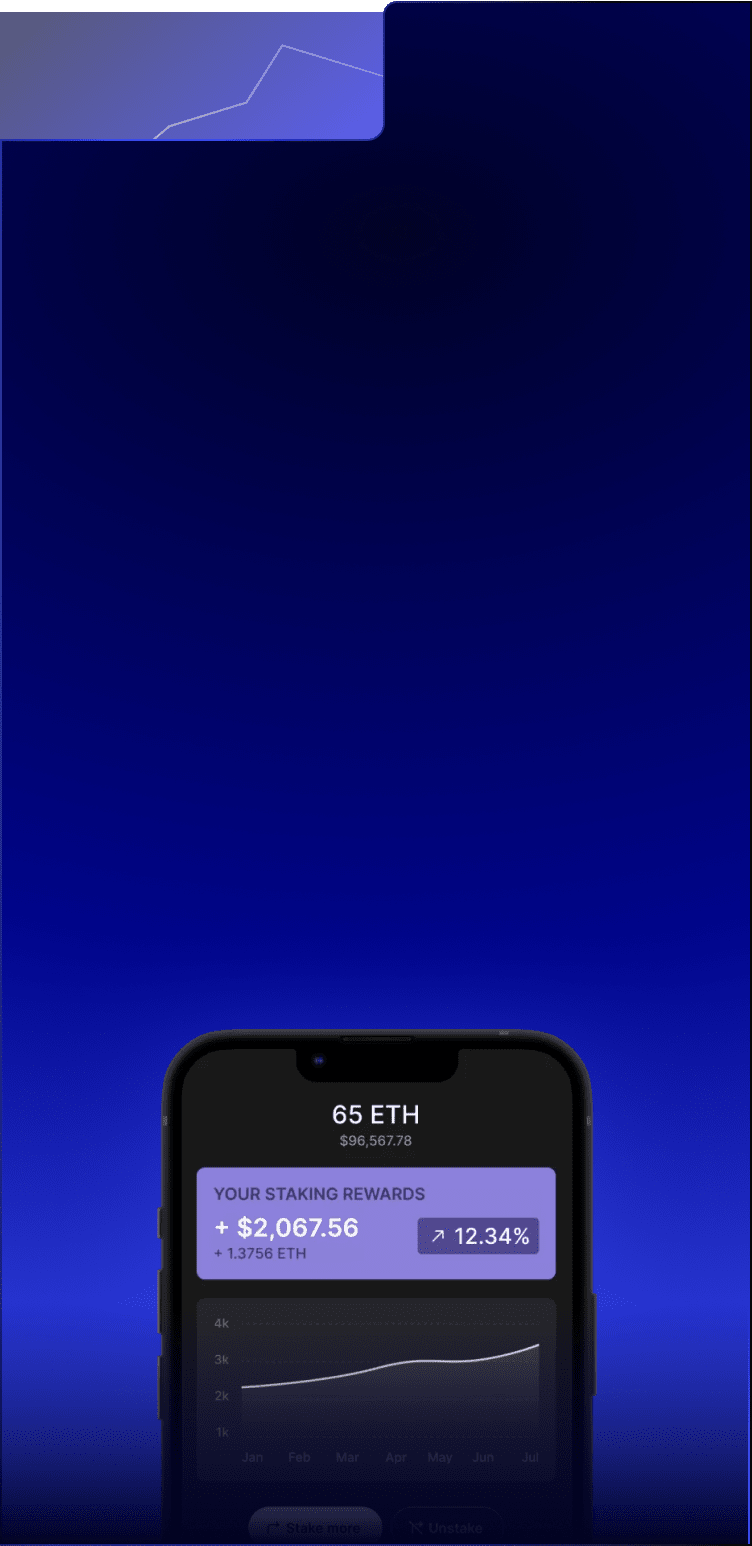 65 ETH
$96,567.78
YOUR STAKING REWARDS
+ $2,067.56
↗ 12.34%
+ 1.3756 ETH
4k
3k
2k
1k
Jan Feb Mar Apr May Jun Jul
Stake more Unstake